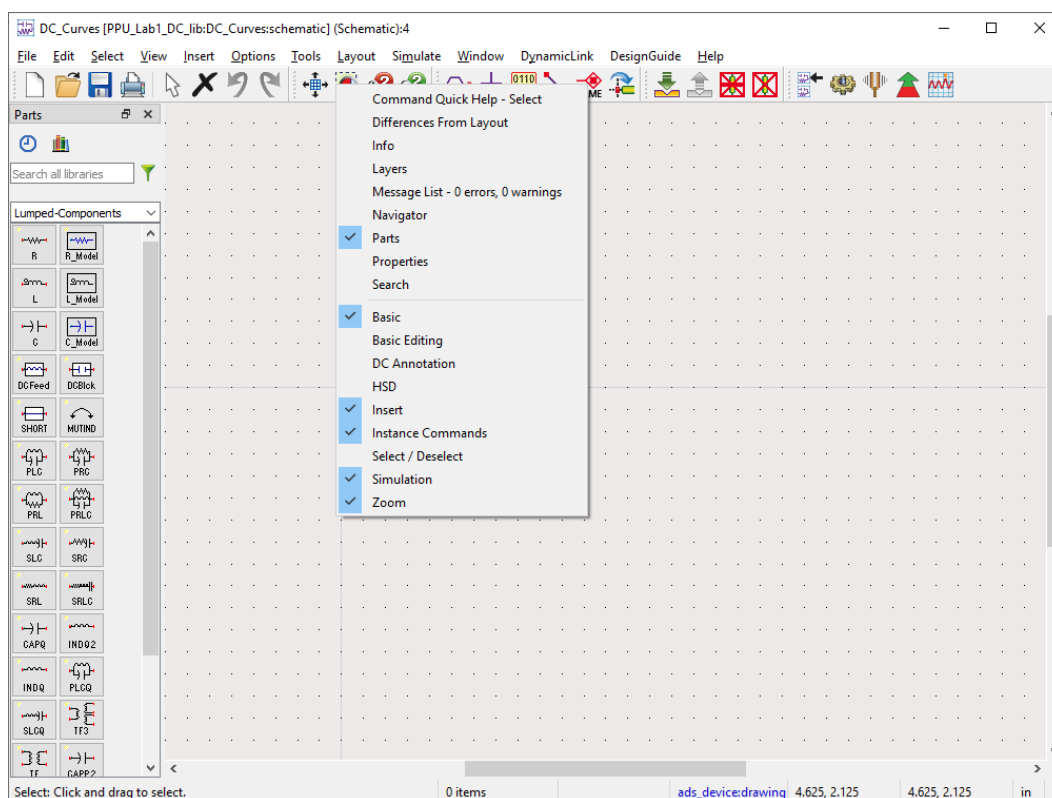 DC_Curves [PPU_Lab1_DC_lib:DC_Curves:schematic] (Schematic):4
File Edit Select View Insert Options Tools Layout Simulate Window DynamicLink DesignGuide Help
0110
ME
Parts
Search all libraries
Lumped-Components
R R_Model
L L_Model
C C_Model
DCFeed DCBlck
SHORT MUTIND
PLC PRC
PRL PRLC
SLC SRC
SRL SRLC
CAPQ INDQ2
INDQ PLCQ
SLCQ TF3
TF CAPP2
Command Quick Help - Select
Differences From Layout
Info
Layers
Message List - 0 errors, 0 warnings
Navigator
Parts
Properties
Search
Basic
Basic Editing
DC Annotation
HSD
Insert
Instance Commands
Select / Deselect
Simulation
Zoom
Select: Click and drag to select. 0 items ads_device:drawing 4.625, 2.125 4.625, 2.125 in